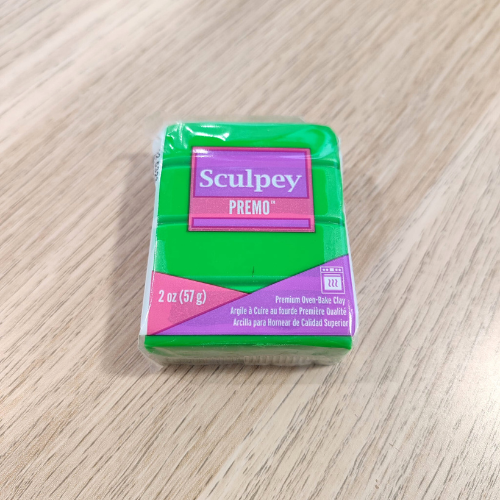 Sculpey
PREMO™
2 oz (57 g)
Premium Oven-Bake Clay
Argile à Cuire au fourde Première Qualité
Arcilla para Hornear de Calidad Superior